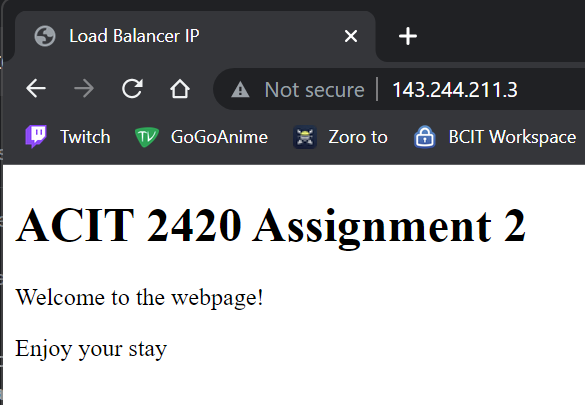 Load Balancer IP
Not secure | 143.244.211.3
Twitch GoGoAnime Zoro to BCIT Workspace
ACIT 2420 Assignment 2
Welcome to the webpage!
Enjoy your stay